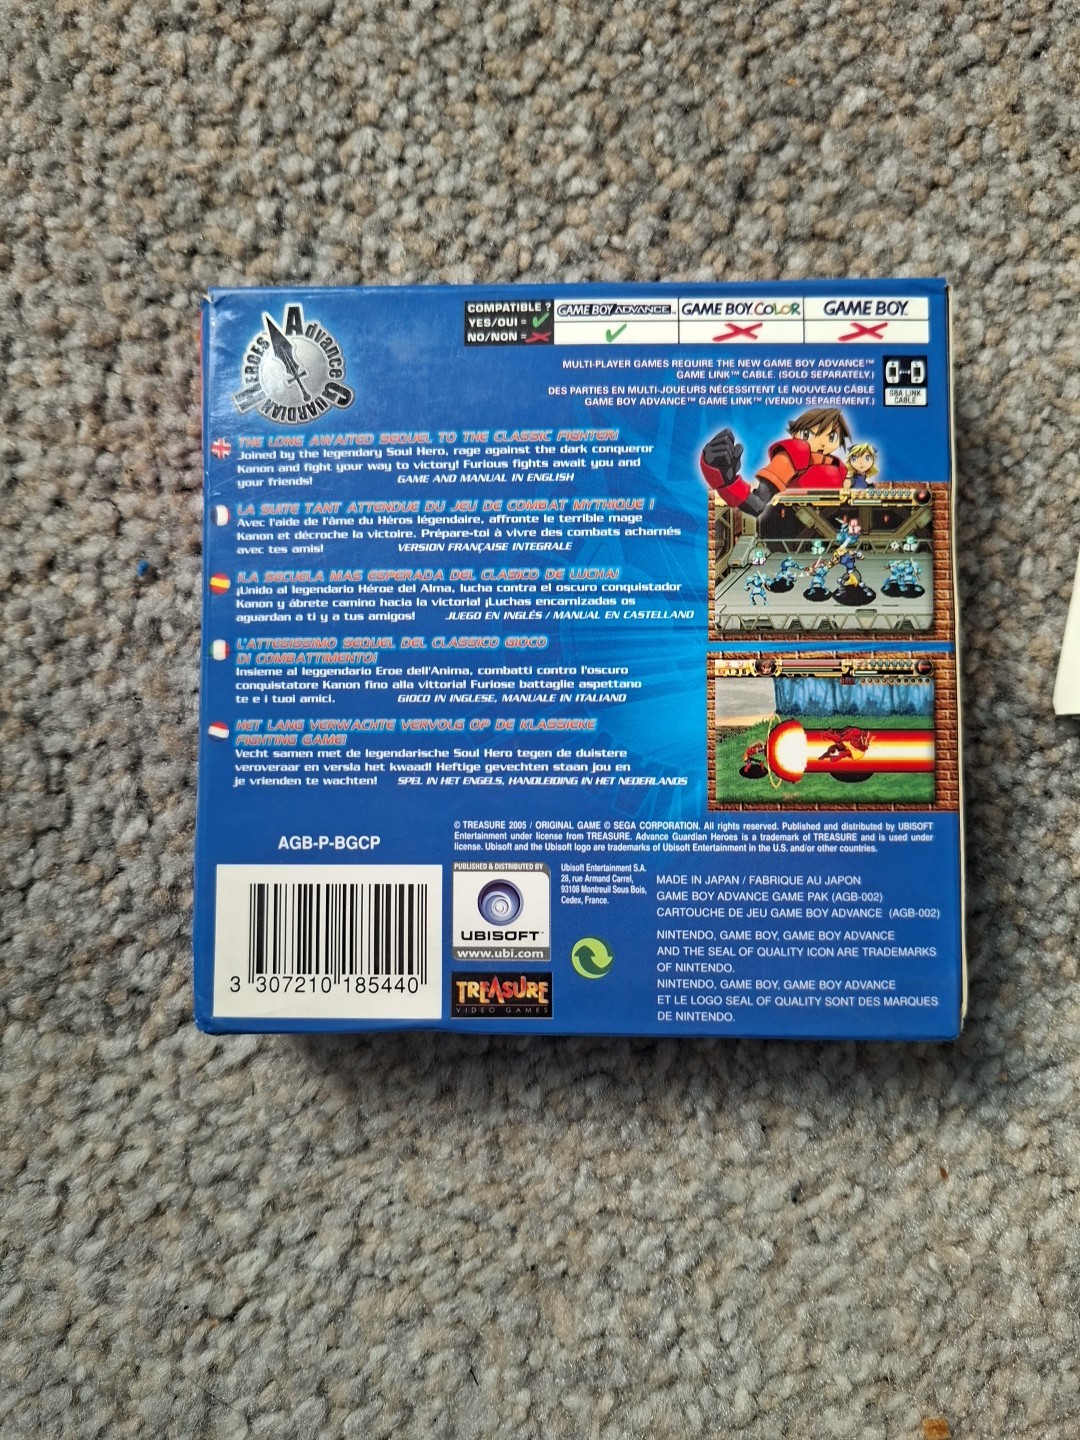 Advance Guardian Heroes
COMPATIBLE ?
YES/OUI =
NO/NON =
GAME BOY ADVANCE™
GAME BOY COLOR
GAME BOY™
MULTI-PLAYER GAMES REQUIRE THE NEW GAME BOY ADVANCE™
GAME LINK™ CABLE. (SOLD SEPARATELY.)
DES PARTIES EN MULTI-JOUEURS NÉCESSITENT LE NOUVEAU CÂBLE
GAME BOY ADVANCE™ GAME LINK™ (VENDU SÉPARÉMENT.)
GBA LINK
CABLE
THE LONG AWAITED SEQUEL TO THE CLASSIC FIGHTER!
Joined by the legendary Soul Hero, rage against the dark conqueror
Kanon and fight your way to victory! Furious fights await you and
your friends! GAME AND MANUAL IN ENGLISH
LA SUITE TANT ATTENDUE DU JEU DE COMBAT MYTHIQUE !
Avec l'aide de l'âme du Héros légendaire, affronte le terrible mage
Kanon et décroche la victoire. Prépare-toi à vivre des combats acharnés
avec tes amis! VERSION FRANÇAISE INTEGRALE
¡LA SECUELA MAS ESPERADA DEL CLASICO DE LUCHA!
¡Unido al legendario Héroe del Alma, lucha contra el oscuro conquistador
Kanon y ábrete camino hacia la victoria! ¡Luchas encarnizadas os
aguardan a ti y a tus amigos! JUEGO EN INGLÉS / MANUAL EN CASTELLANO
L'ATTESISSIMO SEQUEL DEL CLASSICO GIOCO
DI COMBATTIMENTO!
Insieme al leggendario Eroe dell'Anima, combatti contro l'oscuro
conquistatore Kanon fino alla vittoria! Furiose battaglie aspettano
te e i tuoi amici. GIOCO IN INGLESE, MANUALE IN ITALIANO
HET LANG VERWACHTE VERVOLG OP DE KLASSIEKE
FIGHTING GAME!
Vecht samen met de legendarische Soul Hero tegen de duistere
veroveraar en versla het kwaad! Heftige gevechten staan jou en
je vrienden te wachten! SPEL IN HET ENGELS, HANDLEIDING IN HET NEDERLANDS
© TREASURE 2005 / ORIGINAL GAME © SEGA CORPORATION. All rights reserved. Published and distributed by UBISOFT
Entertainment under license from TREASURE. Advance Guardian Heroes is a trademark of TREASURE and is used under
license. Ubisoft and the Ubisoft logo are trademarks of Ubisoft Entertainment in the U.S. and/or other countries.
AGB-P-BGCP
3 307210 185440
PUBLISHED & DISTRIBUTED BY
UBISOFT™
www.ubi.com
TREASURE
VIDEO GAMES
Ubisoft Entertainment S.A.
28, rue Armand Carrel,
93108 Montreuil Sous Bois,
Cedex, France.
MADE IN JAPAN / FABRIQUE AU JAPON
GAME BOY ADVANCE GAME PAK (AGB-002)
CARTOUCHE DE JEU GAME BOY ADVANCE (AGB-002)
NINTENDO, GAME BOY, GAME BOY ADVANCE
AND THE SEAL OF QUALITY ICON ARE TRADEMARKS
OF NINTENDO.
NINTENDO, GAME BOY, GAME BOY ADVANCE
ET LE LOGO SEAL OF QUALITY SONT DES MARQUES
DE NINTENDO.